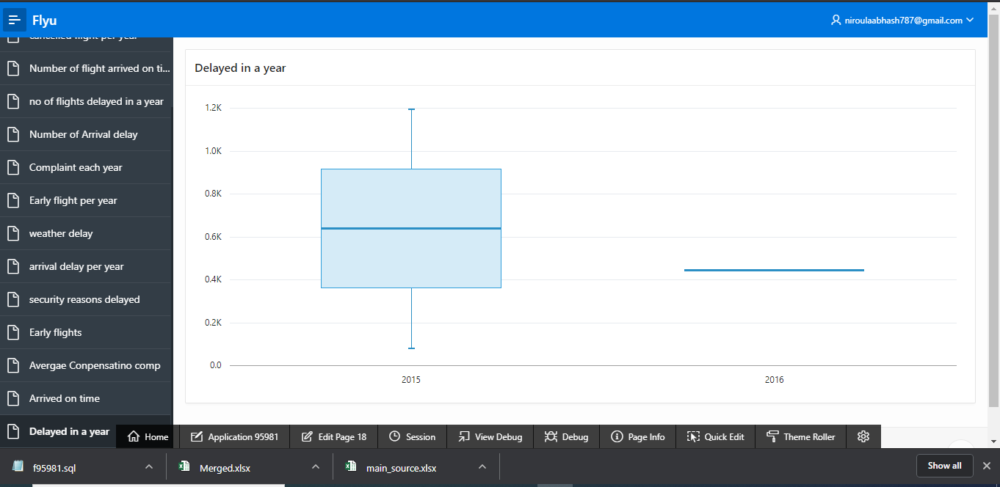 Flyu
niroulaabhash787@gmail.com
cancelled flight per year
Number of flight arrived on ti...
no of flights delayed in a year
Number of Arrival delay
Complaint each year
Early flight per year
weather delay
arrival delay per year
security reasons delayed
Early flights
Avergae Conpensatino comp
Arrived on time
Delayed in a year
Delayed in a year
1.2K
1.0K
0.8K
0.6K
0.4K
0.2K
0.0
2015 2016
Home Application 95981 Edit Page 18 Session View Debug Debug Page Info Quick Edit Theme Roller
f95981.sql Merged.xlsx main_source.xlsx Show all